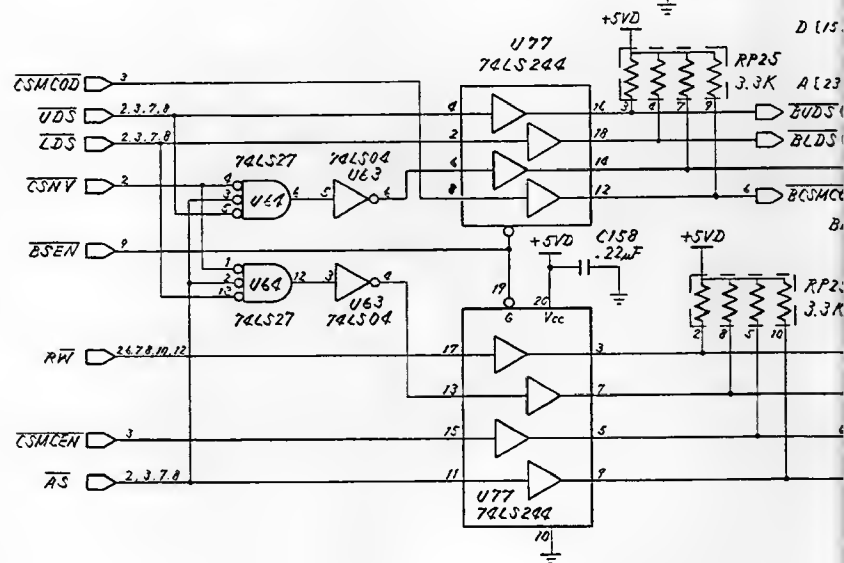 +5VD
D (15.
U77
74LS244
RP25
3.3K
CSMCOD 3
A (23
UDS 2,3,7,8
4
16
3 4 7 9
BUDS
LDS 2,3,7,8
2
18
BLDS
74LS27
74LS04
U63
CSNV 2
4
3
5
U64
6
5
6
6
14
8
12
6
BCSMCO
B
BSEN 9
+5VD
C158
.22µF
+5VD
1
2
13
U64
12
3
4
19
G
20
Vcc
RP25
3.3K
74LS27
U63
74LS04
2 8 5 10
RW 2,6,7,8,10,12
17
3
13
7
CSMCEN 3
15
5
6
AS 2,3,7,8
11
9
U77
74LS244
10